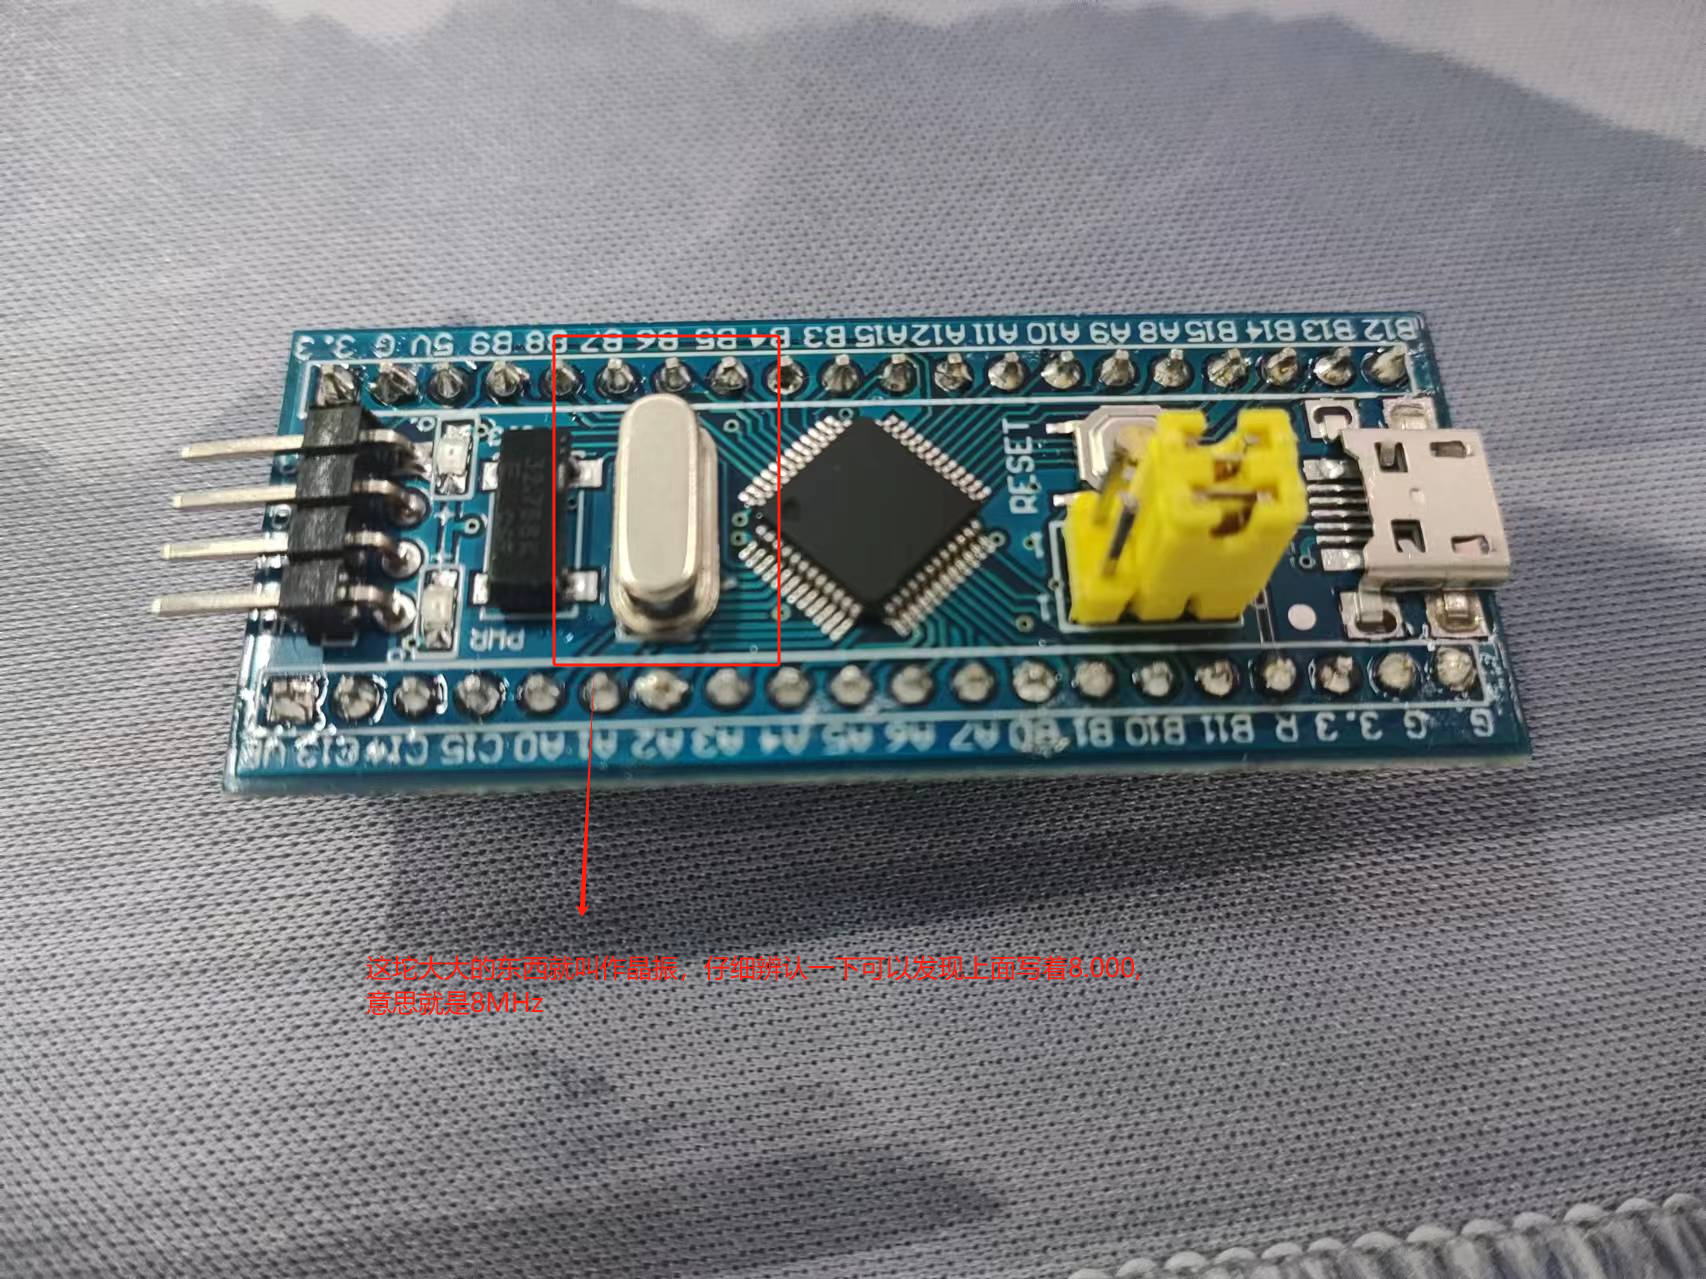 3.3 G 5V B9 B8 B7 B6 B5 B4 B3 A15 A12 A11 A10 A9 A8 B15 B14 B13 B12
RESET
PWR
C13 C14 C15 A0 A1 A2 A3 A4 A5 A6 A7 B0 B1 B10 B11 R 3.3 G G
这坨大大的东西就叫作晶振，仔细辨认一下可以发现上面写着8.000,
意思就是8MHz